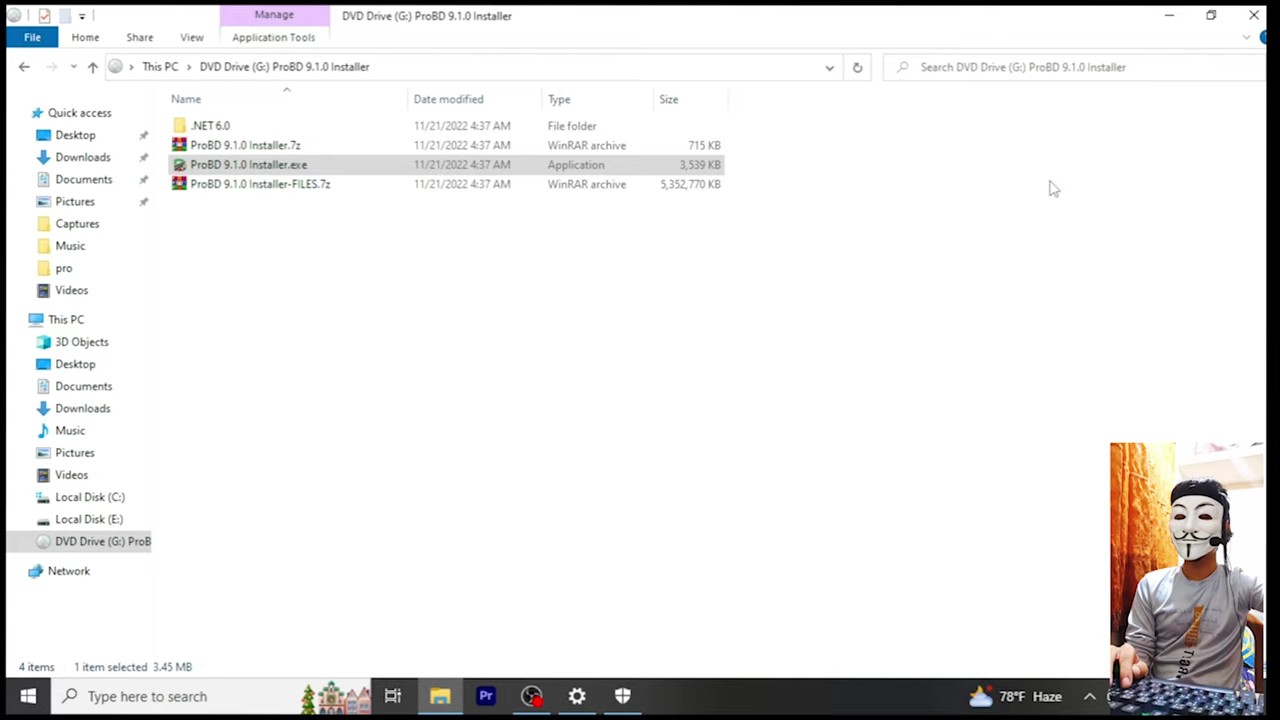 Manage
DVD Drive (G:) ProBD 9.1.0 Installer
File
Home
Share
View
Application Tools
This PC
DVD Drive (G:) ProBD 9.1.0 Installer
Search DVD Drive (G:) ProBD 9.1.0 Installer
Name
Date modified
Type
Size
.NET 6.0
11/21/2022 4:37 AM
File folder
ProBD 9.1.0 Installer.7z
11/21/2022 4:37 AM
WinRAR archive
715 KB
ProBD 9.1.0 Installer.exe
11/21/2022 4:37 AM
Application
3,539 KB
ProBD 9.1.0 Installer-FILES.7z
11/21/2022 4:37 AM
WinRAR archive
5,352,770 KB
Quick access
Desktop
Downloads
Documents
Pictures
Captures
Music
pro
Videos
This PC
3D Objects
Desktop
Documents
Downloads
Music
Pictures
Videos
Local Disk (C:)
Local Disk (E:)
DVD Drive (G:) ProB
Network
4 items
1 item selected 3.45 MB
Type here to search
Pr
78°F Haze